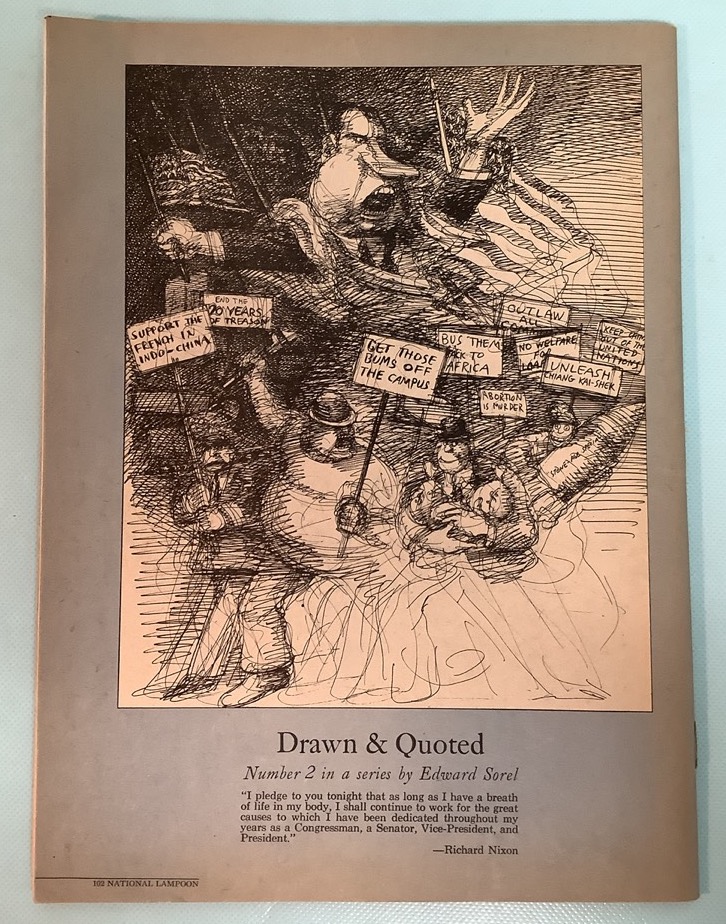 END THE
20 YEARS
OF TREASON
SUPPORT THE
FRENCH IN
INDO-CHINA
GET THOSE
BUMS OFF
THE CAMPUS
BUS THEM
BACK TO
AFRICA
OUTLAW
ALL
NO WELFARE
FOR
KEEP
OUT OF THE
UNITED
NATIONS
UNLEASH
CHIANG KAI-SHEK
ABORTION
IS MURDER
Drawn & Quoted
Number 2 in a series by Edward Sorel
“I pledge to you tonight that as long as I have a breath
of life in my body, I shall continue to work for the great
causes to which I have been dedicated throughout my
years as a Congressman, a Senator, Vice-President, and
President.”
—Richard Nixon
102 NATIONAL LAMPOON